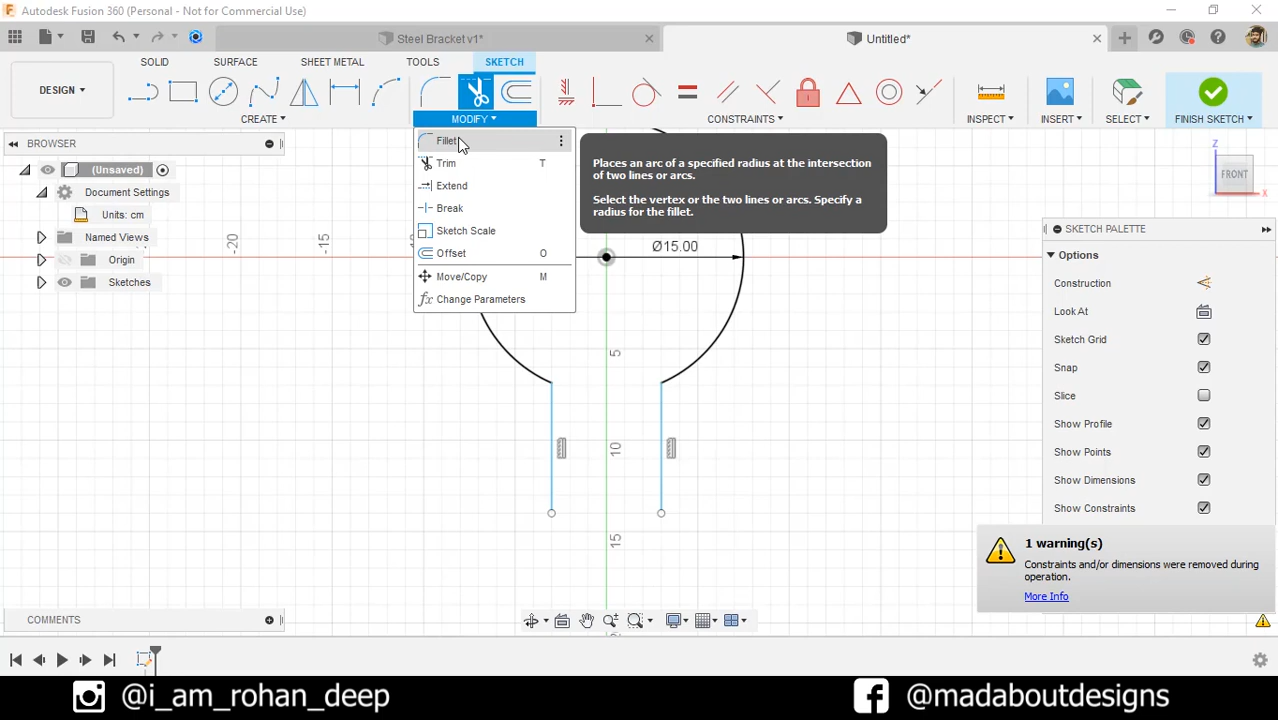 Autodesk Fusion 360 (Personal - Not for Commercial Use)
Steel Bracket v1*
Untitled*
SOLID SURFACE SHEET METAL TOOLS SKETCH
DESIGN
CREATE MODIFY CONSTRAINTS INSPECT INSERT SELECT FINISH SKETCH
BROWSER
(Unsaved)
Document Settings
Units: cm
Named Views
Origin
Sketches
Fillet
Trim T
Extend
Break
Sketch Scale
Offset O
Move/Copy M
Change Parameters
Places an arc of a specified radius at the intersection
of two lines or arcs.
Select the vertex or the two lines or arcs. Specify a
radius for the fillet.
Z
FRONT
X
-20
-15
Ø15.00
5
10
15
SKETCH PALETTE
Options
Construction
Look At
Sketch Grid
Snap
Slice
Show Profile
Show Points
Show Dimensions
Show Constraints
1 warning(s)
Constraints and/or dimensions were removed during
operation.
More Info
COMMENTS
@i_am_rohan_deep
@madaboutdesigns